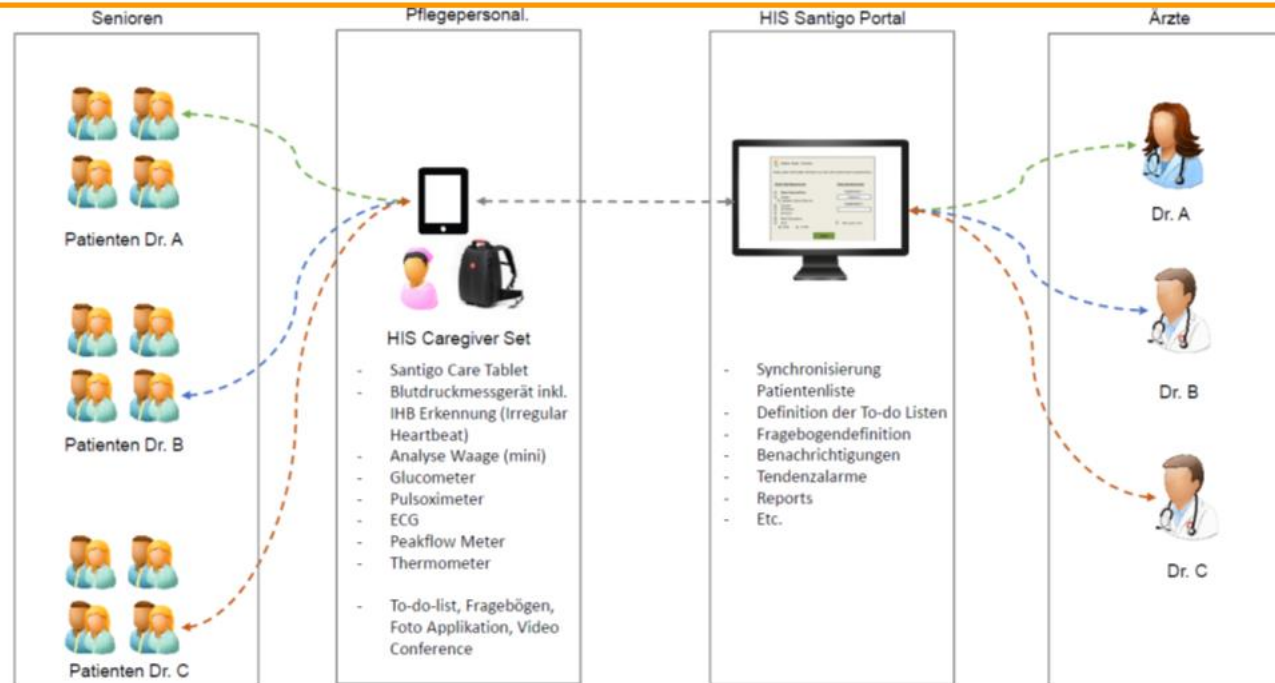 Senioren
Pflegepersonal.
HIS Santigo Portal
Ärzte
Patienten Dr. A
Patienten Dr. B
Patienten Dr. C
HIS Caregiver Set
- Santigo Care Tablet
- Blutdruckmessgerät inkl.
IHB Erkennung (Irregular
Heartbeat)
- Analyse Waage (mini)
- Glucometer
- Pulsoximeter
- ECG
- Peakflow Meter
- Thermometer
- To-do-list, Fragebögen,
Foto Applikation, Video
Conference
- Synchronisierung
Patientenliste
- Definition der To-do Listen
- Fragebogendefinition
- Benachrichtigungen
- Tendenzalarme
- Reports
- Etc.
Dr. A
Dr. B
Dr. C